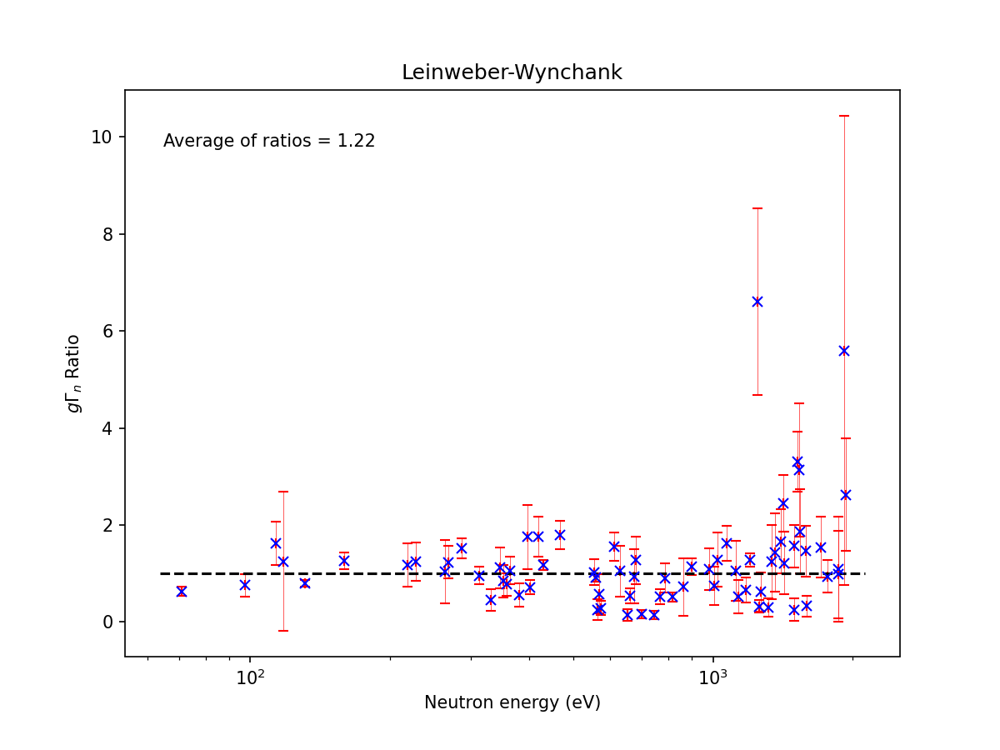 Leinweber-Wynchank
Average of ratios = 1.22
10
8
6
4
2
0
gΓₙ Ratio
10² 10³
Neutron energy (eV)